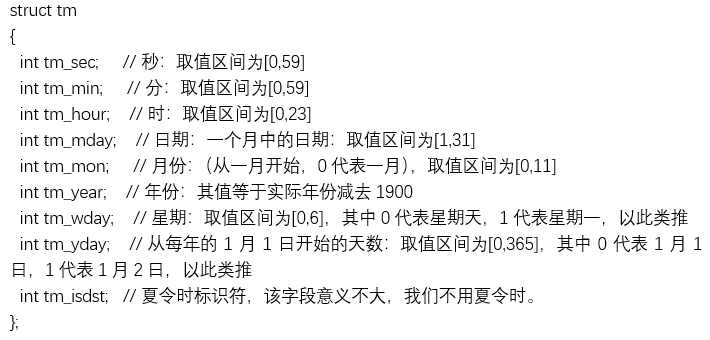 struct tm
{
int tm_sec; // 秒：取值区间为[0,59]
int tm_min; // 分：取值区间为[0,59]
int tm_hour; // 时：取值区间为[0,23]
int tm_mday; // 日期：一个月中的日期：取值区间为[1,31]
int tm_mon; // 月份：（从一月开始，0 代表一月），取值区间为[0,11]
int tm_year; // 年份：其值等于实际年份减去 1900
int tm_wday; // 星期：取值区间为[0,6]，其中 0 代表星期天，1 代表星期一，以此类推
int tm_yday; // 从每年的 1 月 1 日开始的天数：取值区间为[0,365]，其中 0 代表 1 月 1
日，1 代表 1 月 2 日，以此类推
int tm_isdst; // 夏令时标识符，该字段意义不大，我们不用夏令时。
};